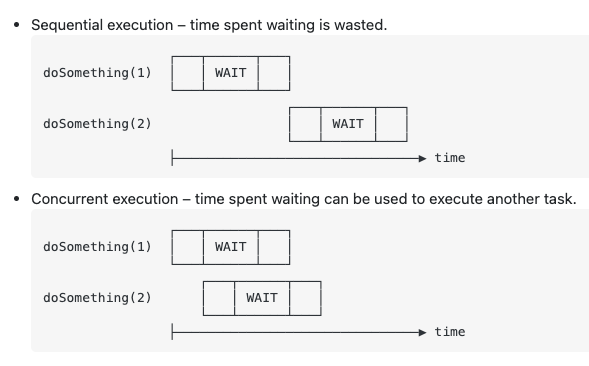 Sequential execution – time spent waiting is wasted.
doSomething(1) WAIT
doSomething(2) WAIT
time
Concurrent execution – time spent waiting can be used to execute another task.
doSomething(1) WAIT
doSomething(2) WAIT
time